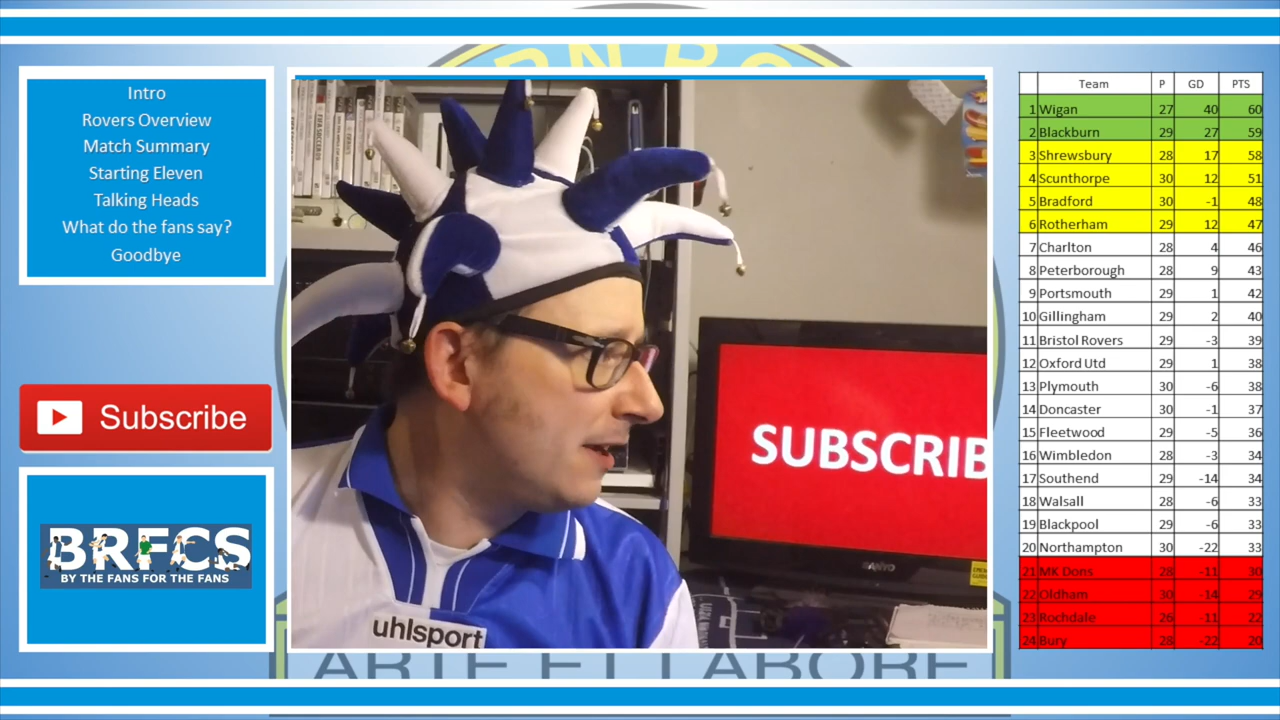 RN RO
Intro
Rovers Overview
Match Summary
Starting Eleven
Talking Heads
What do the fans say?
Goodbye
Subscribe
BRFCS
BY THE FANS FOR THE FANS
SUBSCRIB
SANYO
uhlsport
ARTE ET LABORE
Team P GD PTS
1 Wigan 27 40 60
2 Blackburn 29 27 59
3 Shrewsbury 28 17 58
4 Scunthorpe 30 12 51
5 Bradford 30 -1 48
6 Rotherham 29 12 47
7 Charlton 28 4 46
8 Peterborough 28 9 43
9 Portsmouth 29 1 42
10 Gillingham 29 2 40
11 Bristol Rovers 29 -3 39
12 Oxford Utd 29 1 38
13 Plymouth 30 -6 38
14 Doncaster 30 -1 37
15 Fleetwood 29 -5 36
16 Wimbledon 28 -3 34
17 Southend 29 -14 34
18 Walsall 28 -6 33
19 Blackpool 29 -6 33
20 Northampton 30 -22 33
21 MK Dons 28 -11 30
22 Oldham 30 -14 29
23 Rochdale 26 -11 22
24 Bury 28 -22 20